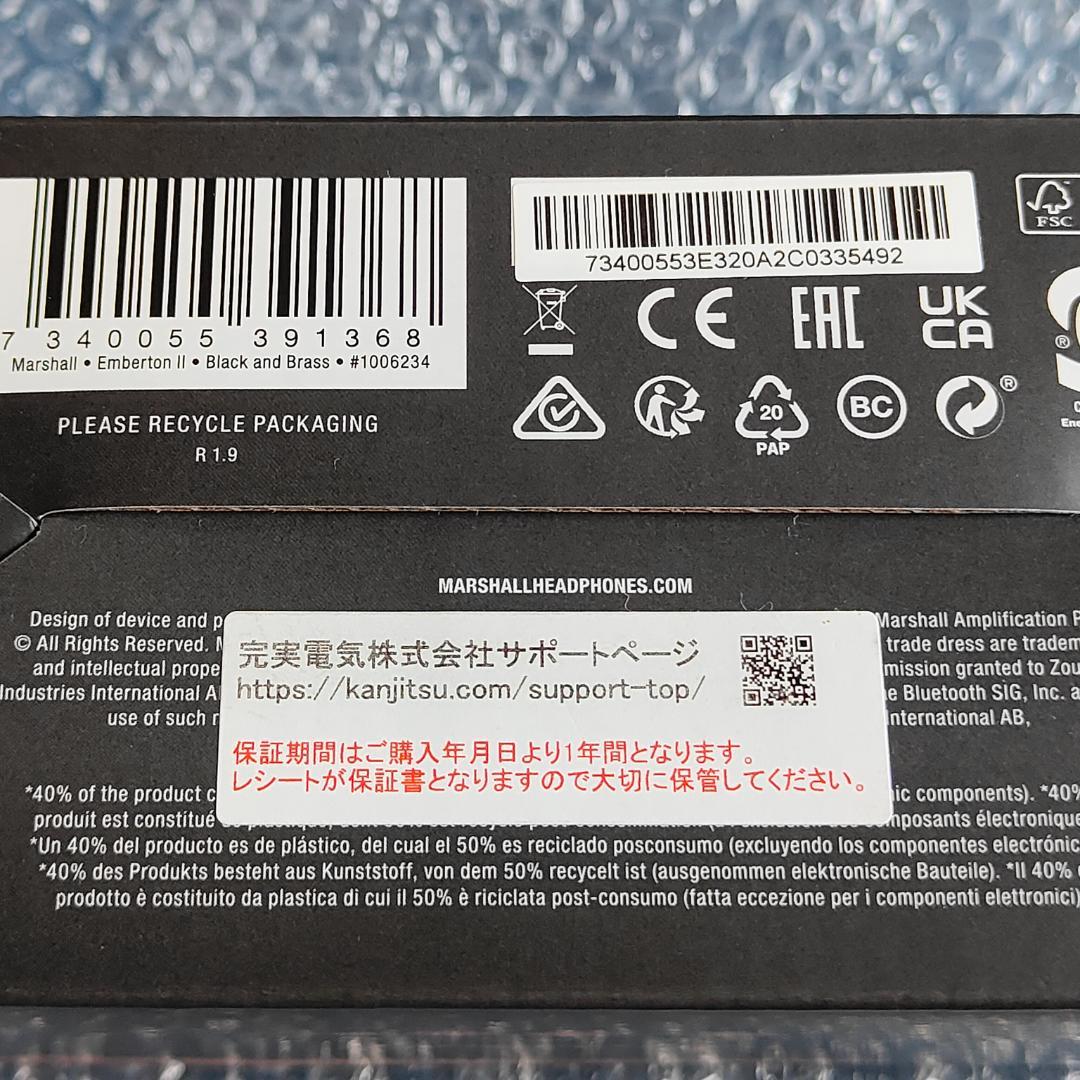 7 340055 391368
Marshall • Emberton II • Black and Brass • #1006234
PLEASE RECYCLE PACKAGING
R 1.9
73400553E320A2C0335492
FSC
CE
EAC
UK
CA
20
PAP
BC
®
®
MARSHALLHEADPHONES.COM
Design of device and
Marshall Amplification
© All Rights Reserved.
trade dress are
and intellectual
mission granted to
Industries International
Bluetooth SIG, Inc.
use of such
International AB,
完実電気株式会社サポートページ
https://kanjitsu.com/support-top/
保証期間はご購入年月日より1年間となります。
レシートが保証書となりますので大切に保管してください。
*40% of the product
components). *40%
produit est constitué
composants
*Un 40% del producto es de plástico, del cual el 50% es reciclado posconsumo (excluyendo los componentes
*40% des Produkts besteht aus Kunststoff, von dem 50% recycelt ist (ausgenommen elektronische Bauteile). *Il 40%
prodotto è costituito da plastica di cui il 50% è riciclata post-consumo (fatta eccezione per i componenti elettronici)